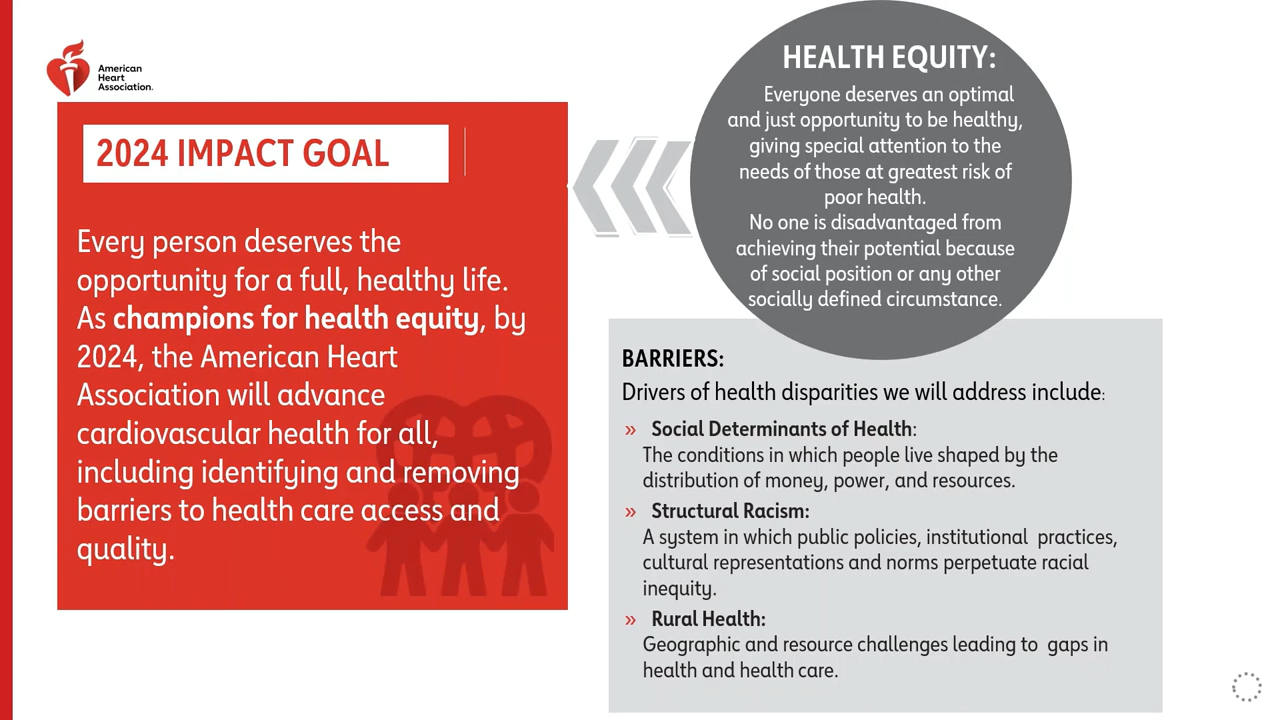 American
Heart
Association.
2024 IMPACT GOAL
Every person deserves the
opportunity for a full, healthy life.
As champions for health equity, by
2024, the American Heart
Association will advance
cardiovascular health for all,
including identifying and removing
barriers to health care access and
quality.
HEALTH EQUITY:
Everyone deserves an optimal
and just opportunity to be healthy,
giving special attention to the
needs of those at greatest risk of
poor health.
No one is disadvantaged from
achieving their potential because
of social position or any other
socially defined circumstance.
BARRIERS:
Drivers of health disparities we will address include:
» Social Determinants of Health:
The conditions in which people live shaped by the
distribution of money, power, and resources.
» Structural Racism:
A system in which public policies, institutional practices,
cultural representations and norms perpetuate racial
inequity.
» Rural Health:
Geographic and resource challenges leading to gaps in
health and health care.